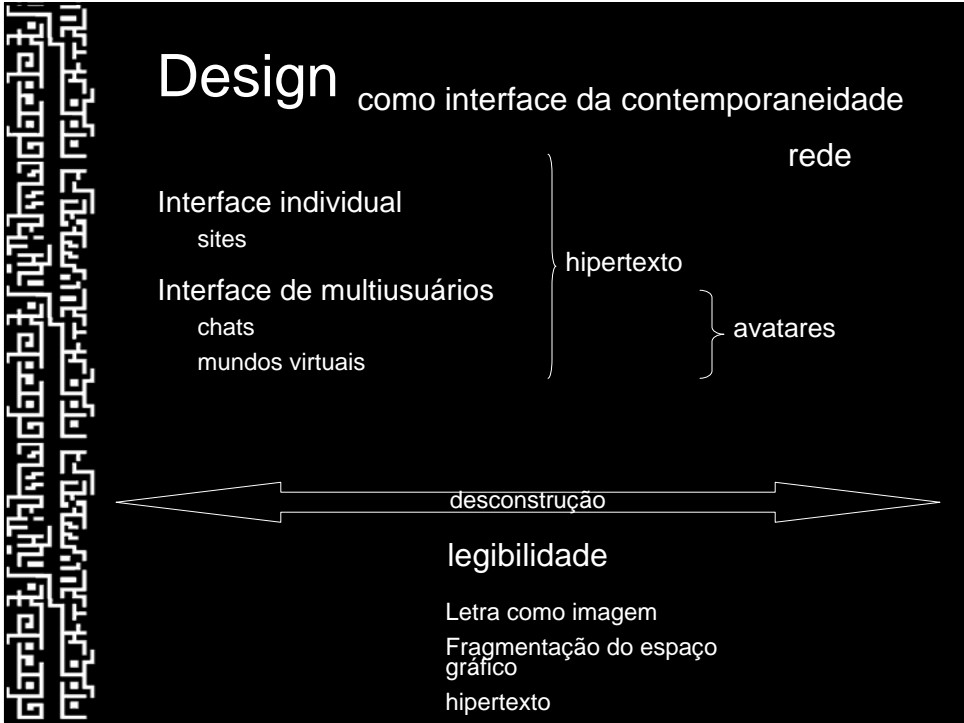 Design como interface da contemporaneidade
rede
Interface individual
sites
hipertexto
Interface de multiusuários
chats
avatares
mundos virtuais
desconstrução
legibilidade
Letra como imagem
Fragmentação do espaço
gráfico
hipertexto